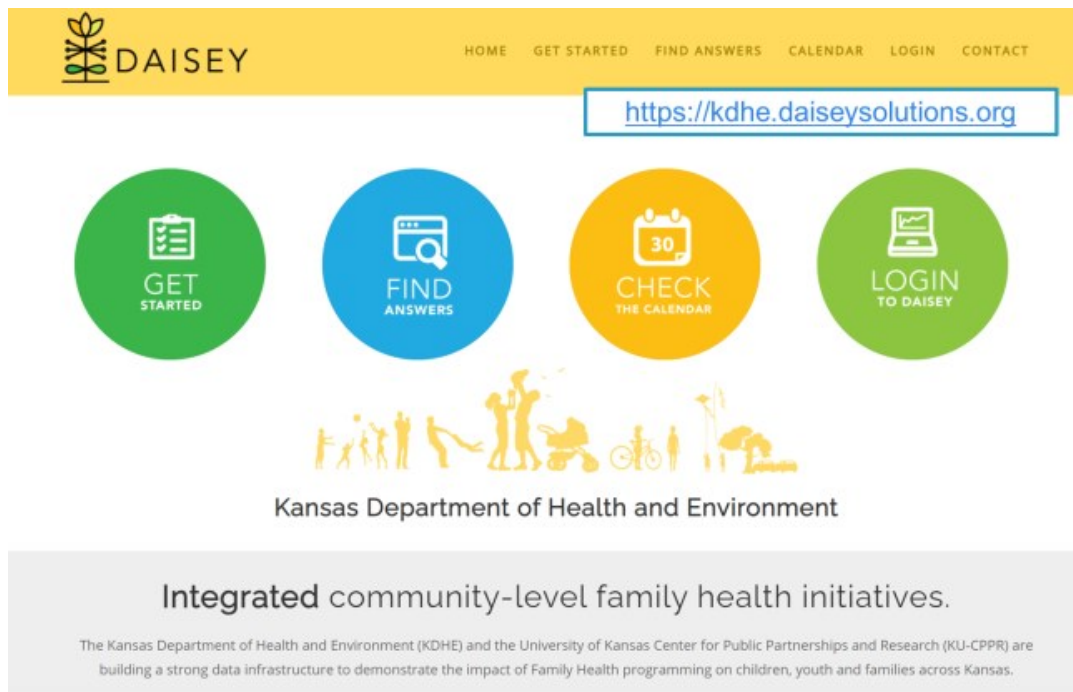 DAISEY
HOME GET STARTED FIND ANSWERS CALENDAR LOGIN CONTACT
https://kdhe.daiseysolutions.org
GET
STARTED
FIND
ANSWERS
30
CHECK
THE CALENDAR
LOGIN
TO DAISEY
Kansas Department of Health and Environment
Integrated community-level family health initiatives.
The Kansas Department of Health and Environment (KDHE) and the University of Kansas Center for Public Partnerships and Research (KU-CPPR) are
building a strong data infrastructure to demonstrate the impact of Family Health programming on children, youth and families across Kansas.